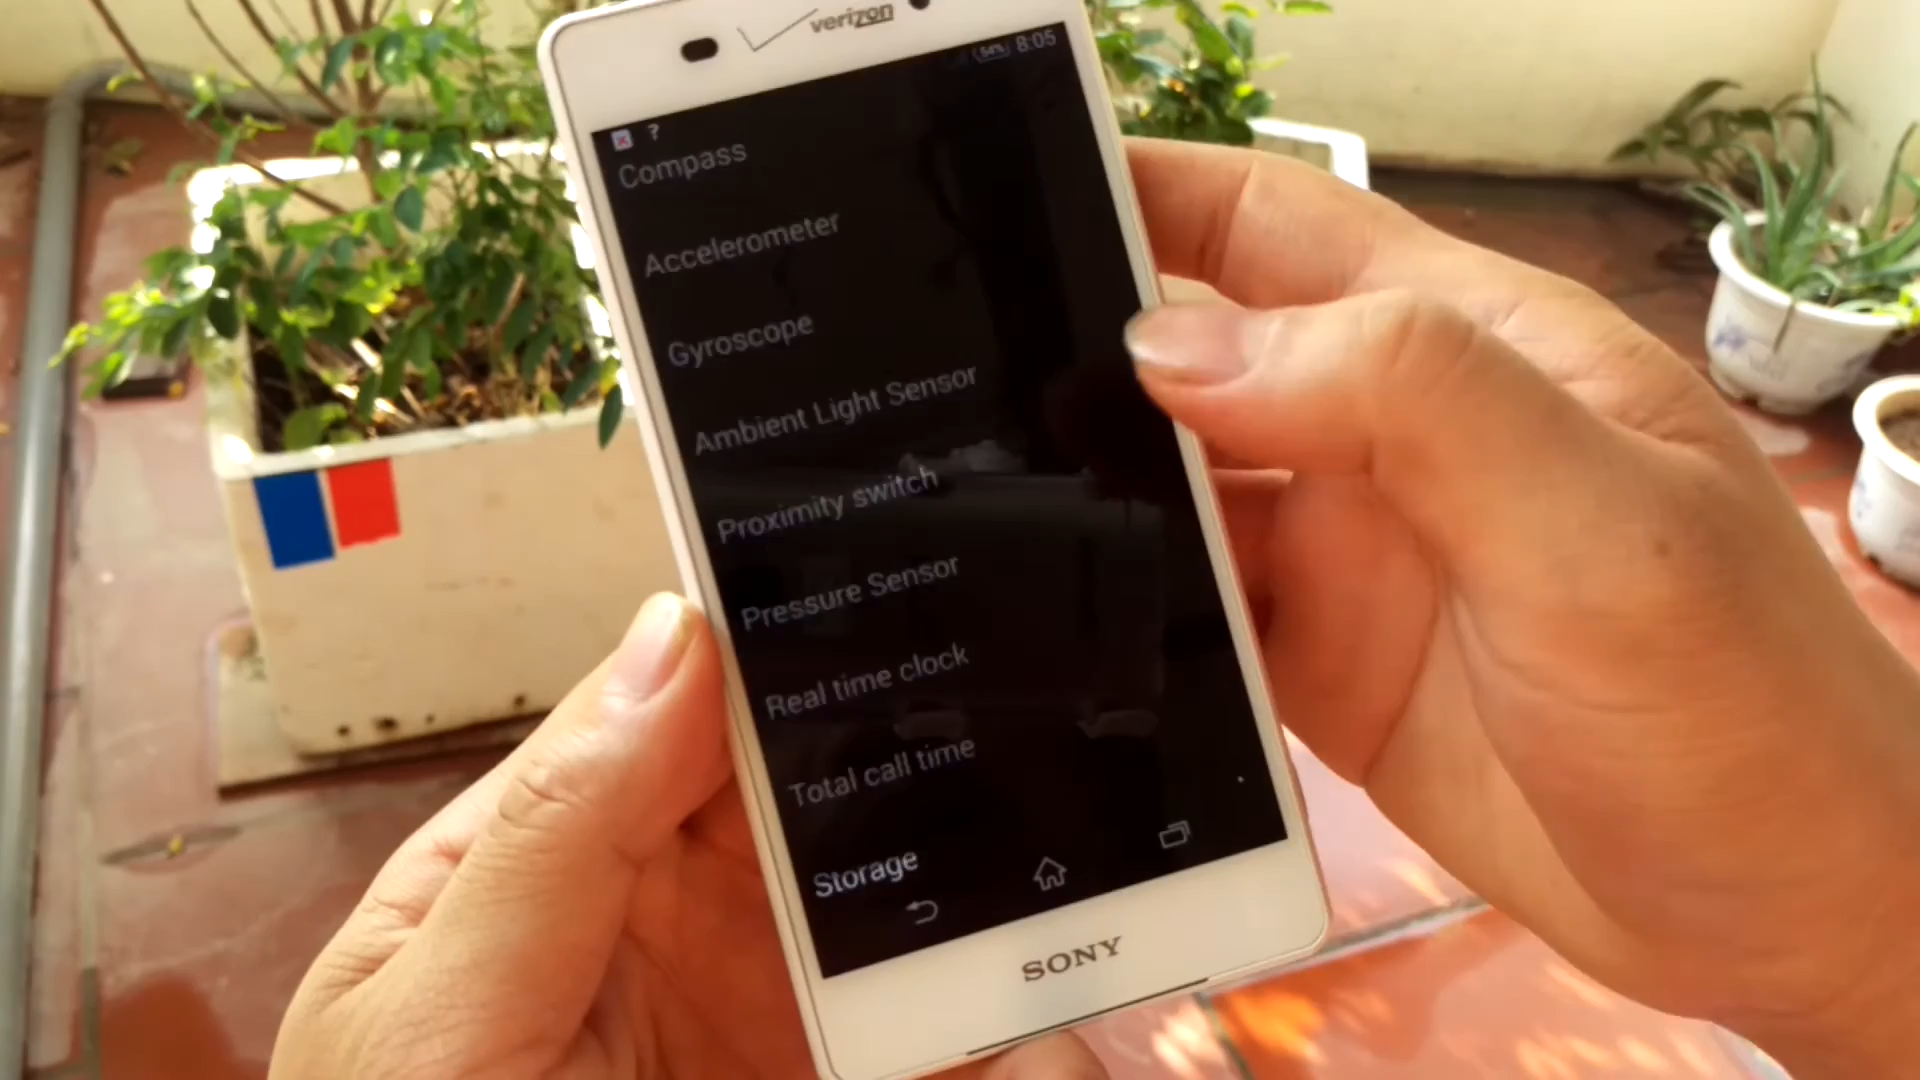 verizon
54% 8:05
?
Compass
Accelerometer
Gyroscope
Ambient Light Sensor
Proximity switch
Pressure Sensor
Real time clock
Total call time
Storage
SONY